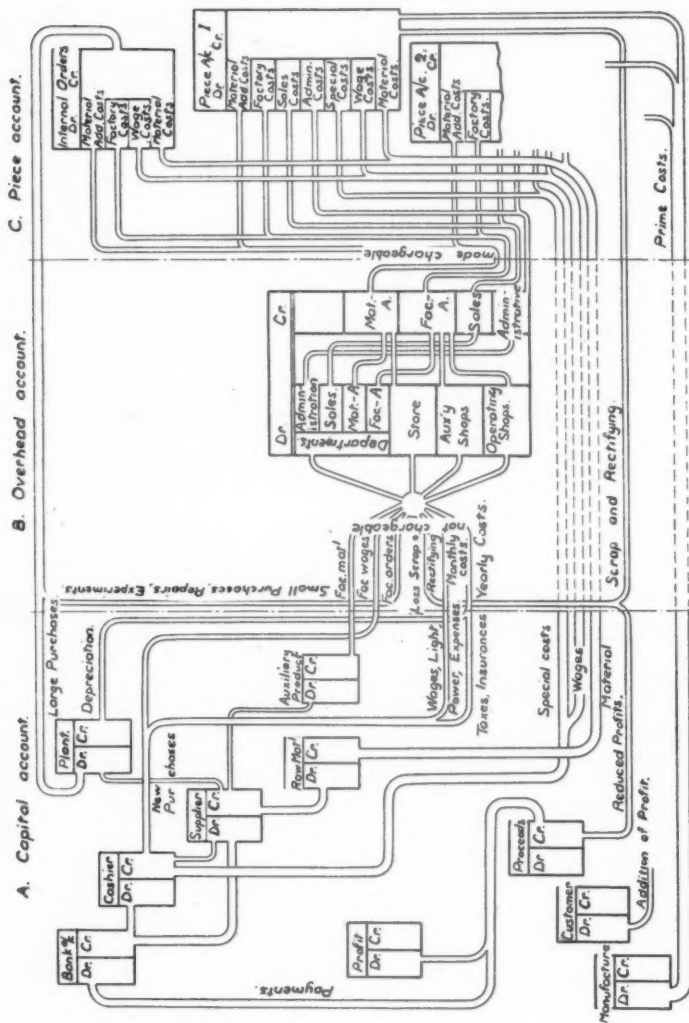 A. Capital account.
B. Overhead account.
C. Piece account.
Bank a/c
Dr. Cr.
Cashier
Dr. Cr.
Plant.
Dr. Cr.
Large Purchases.
Depreciation.
New
Purchases
Supplier
Dr. Cr.
Auxiliary
Product
Dr. Cr.
Raw Mat'l
Dr. Cr.
Payments.
Profit
Dr. Cr.
Proceeds
Dr Cr.
Customer
Dr. Cr.
Manufacture
Dr. Cr.
Addition of Profit.
Reduced Profits.
Material
Wages
Special costs
Taxes, Insurances Yearly Costs.
Wages, Light
Power, Expenses.
Monthly
costs.
Small Purchases, Repairs, Experiments.
Fac. mat'l
Fac wages
Fac. orders
Loss Scrap &
Rectifying
not chargeable
Dr. Cr.
Departments.
Admin-
istration
Sales.
Mat.-A
Fac-A
Store
Aux'y
Shops
Operating
Shops.
Mat.-
A.
Fac.-
A.
Sales
Admin-
istrative
made chargeable
Scrap and Rectifying.
Prime Costs.
Internal Orders
Dr. Cr.
Material
Add. Costs
Factory
Costs
Wage
Costs.
Material
Costs
Piece A/c. 1
Dr. Cr.
Material
Add Costs
Factory
Costs
Sales
Costs
Admin.
Costs
Special
Costs
Wage
Costs
Material
Costs.
Piece A/c. 2.
Dr. Cr.
Material
Add. Costs
Factory
Costs.